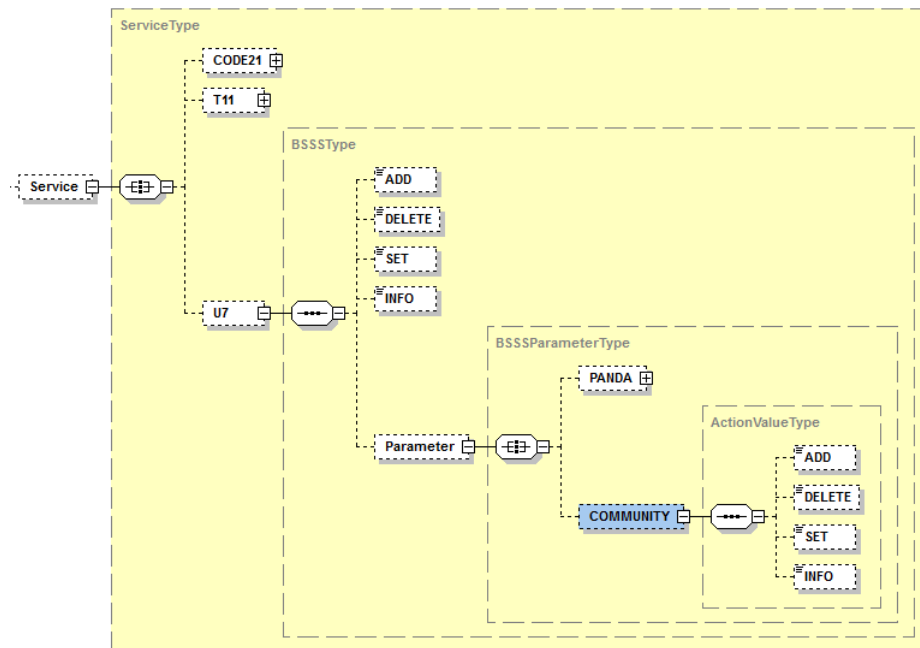 ServiceType
CODE21
T11
BSSSType
Service
ADD
DELETE
SET
INFO
U7
BSSSParameterType
PANDA
ActionValueType
Parameter
ADD
DELETE
COMMUNITY
SET
INFO